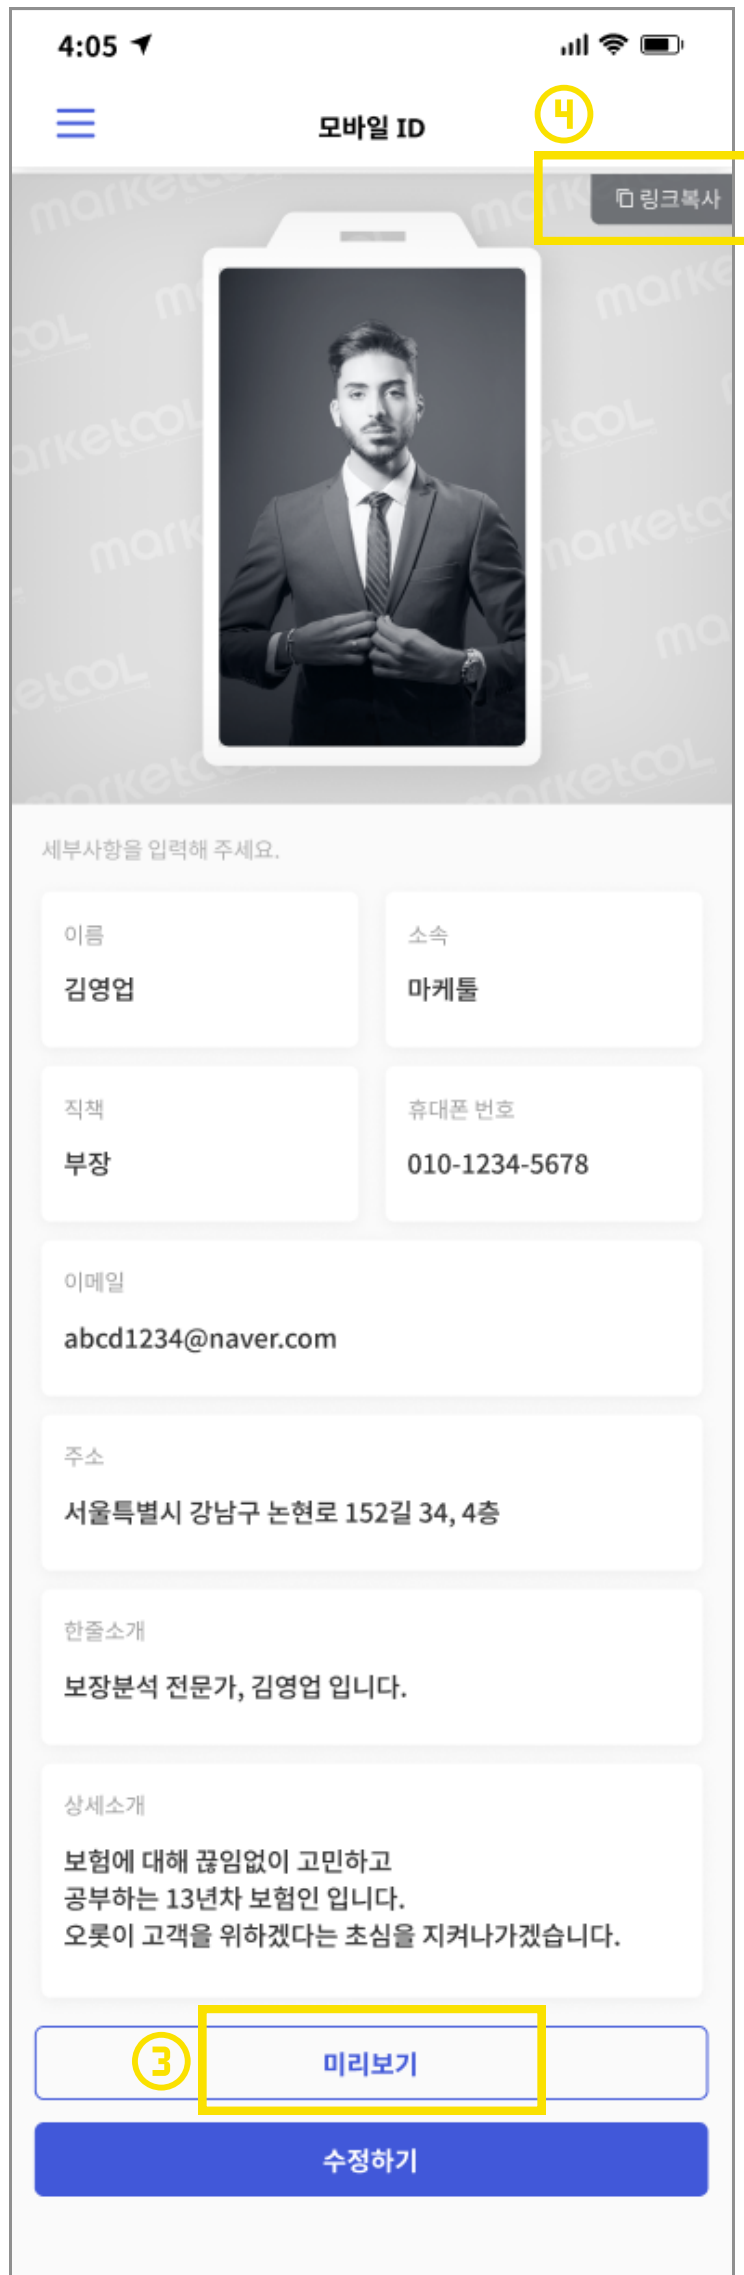 4:05
모바일 ID
4
링크복사
marketcool
세부사항을 입력해 주세요.
이름
김영업
소속
마케툴
직책
부장
휴대폰 번호
010-1234-5678
이메일
abcd1234@naver.com
주소
서울특별시 강남구 논현로 152길 34, 4층
한줄소개
보장분석 전문가, 김영업 입니다.
상세소개
보험에 대해 끊임없이 고민하고
공부하는 13년차 보험인 입니다.
오롯이 고객을 위하겠다는 초심을 지켜나가겠습니다.
3
미리보기
수정하기